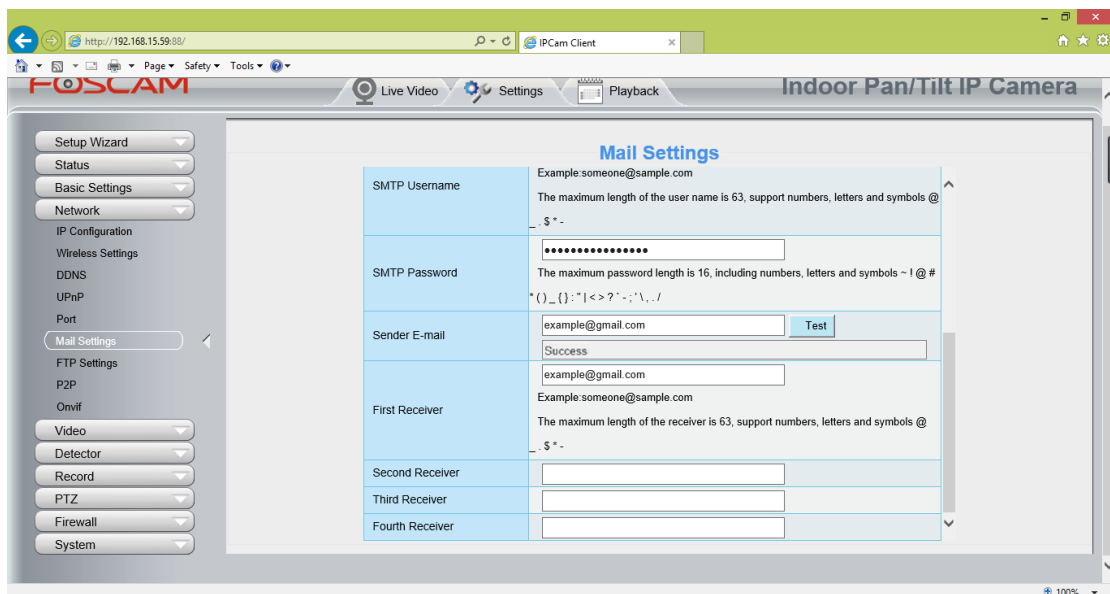 http://192.168.15.59:88/
IPCam Client
Page Safety Tools
FOSCAM
Live Video
Settings
Playback
Indoor Pan/Tilt IP Camera
Setup Wizard
Status
Basic Settings
Network
IP Configuration
Wireless Settings
DDNS
UPnP
Port
Mail Settings
FTP Settings
P2P
Onvif
Video
Detector
Record
PTZ
Firewall
System
Mail Settings
SMTP Username
Example:someone@sample.com
The maximum length of the user name is 63, support numbers, letters and symbols @
_ . $ * -
SMTP Password
••••••••••••••••
The maximum password length is 16, including numbers, letters and symbols ~ ! @ #
* ( ) _ { } : " | < > ? ` - ; ' \ , . /
Sender E-mail
example@gmail.com
Test
Success
First Receiver
example@gmail.com
Example:someone@sample.com
The maximum length of the receiver is 63, support numbers, letters and symbols @
_ . $ * -
Second Receiver
Third Receiver
Fourth Receiver
100%